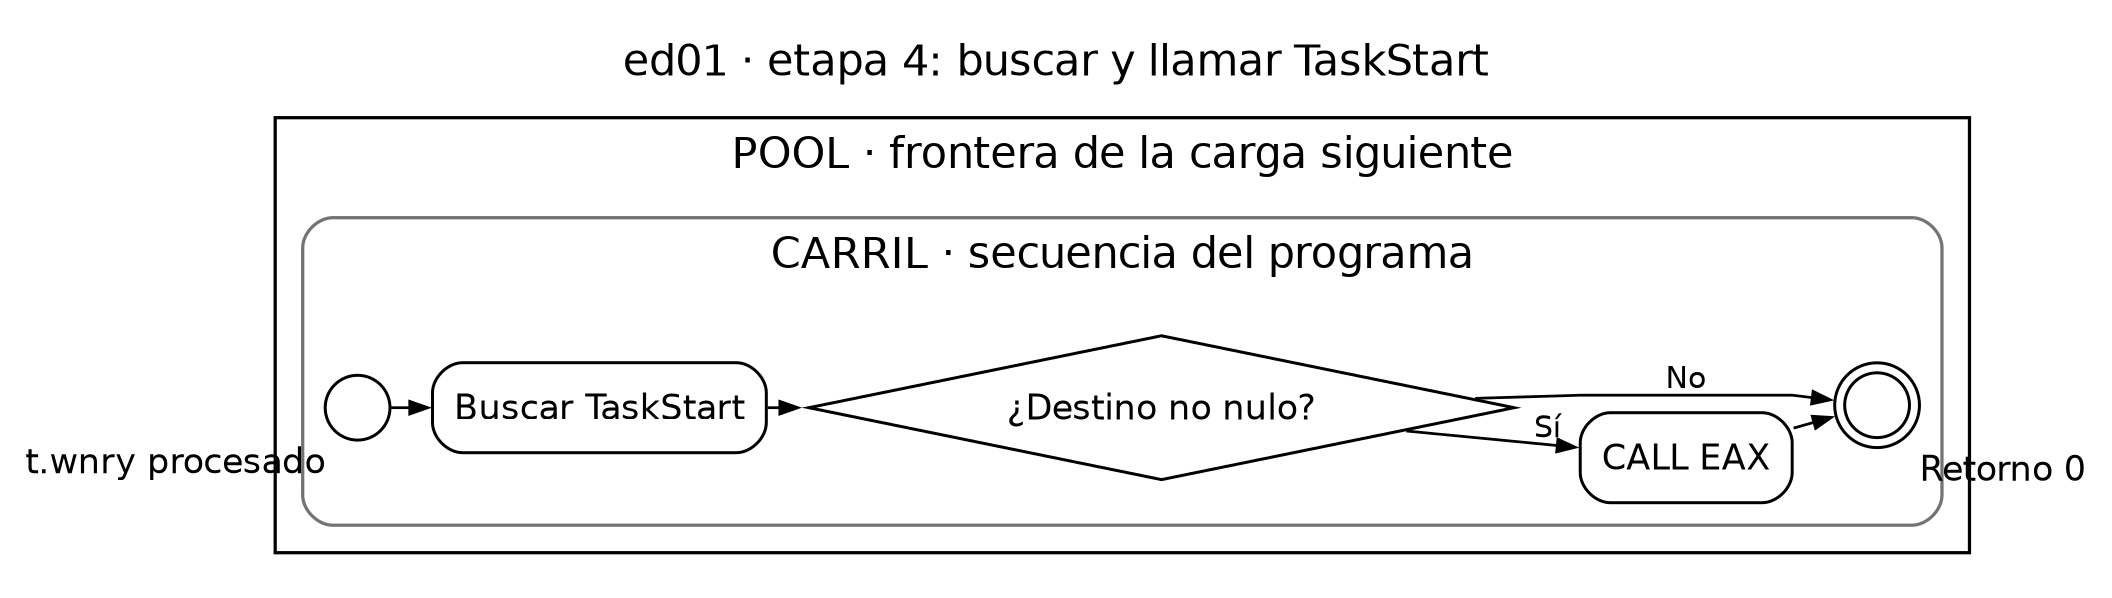 ed01 · etapa 4: buscar y llamar TaskStart
POOL · frontera de la carga siguiente
CARRIL · secuencia del programa
t.wnry procesado
Buscar TaskStart
¿Destino no nulo?
No
Sí
CALL EAX
Retorno 0